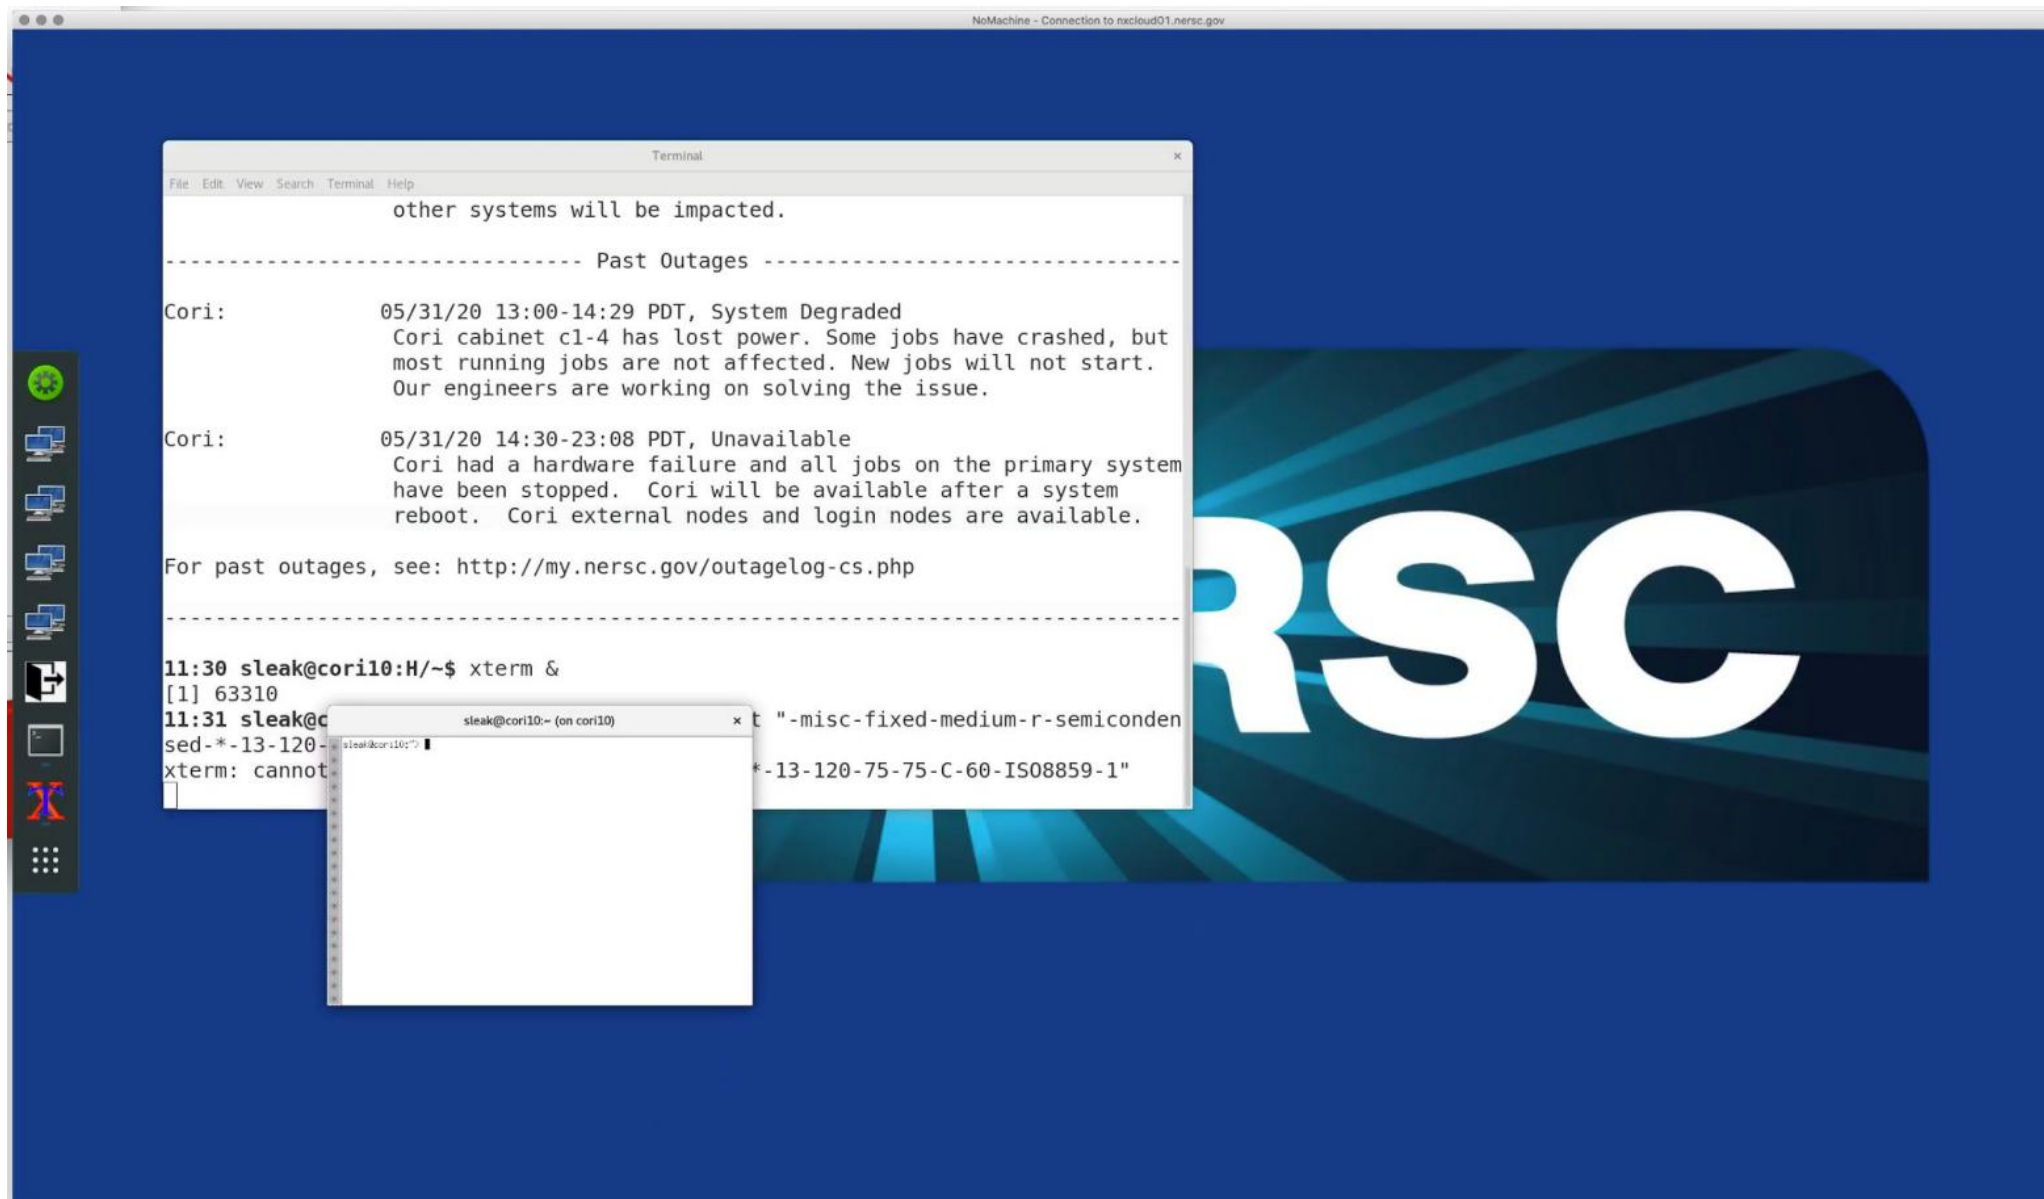 NoMachine - Connection to nxcloud01.nersc.gov
Terminal
File Edit View Search Terminal Help
other systems will be impacted.
--------------------------------- Past Outages ---------------------------------
Cori: 05/31/20 13:00-14:29 PDT, System Degraded
Cori cabinet c1-4 has lost power. Some jobs have crashed, but
most running jobs are not affected. New jobs will not start.
Our engineers are working on solving the issue.
Cori: 05/31/20 14:30-23:08 PDT, Unavailable
Cori had a hardware failure and all jobs on the primary system
have been stopped.  Cori will be available after a system
reboot.  Cori external nodes and login nodes are available.
For past outages, see: http://my.nersc.gov/outagelog-cs.php
--------------------------------------------------------------------------------
11:30 sleak@cori10:H/~$ xterm &
[1] 63310
11:31 sleak@c t "-misc-fixed-medium-r-semiconden
sed-*-13-120-
xterm: cannot *-13-120-75-75-C-60-ISO8859-1"
sleak@cori10:~ (on cori10)
sleak@cori10:~>
RSC